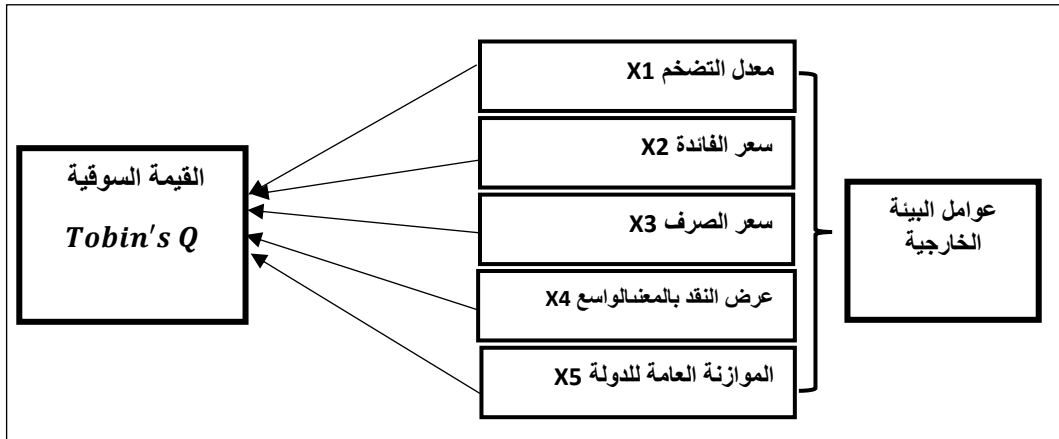 عوامل البيئة
الخارجية
معدل التضخم X1
سعر الفائدة X2
سعر الصرف X3
عرض النقد بالمعنىالواسع X4
الموازنة العامة للدولة X5
القيمة السوقية
Tobin's Q